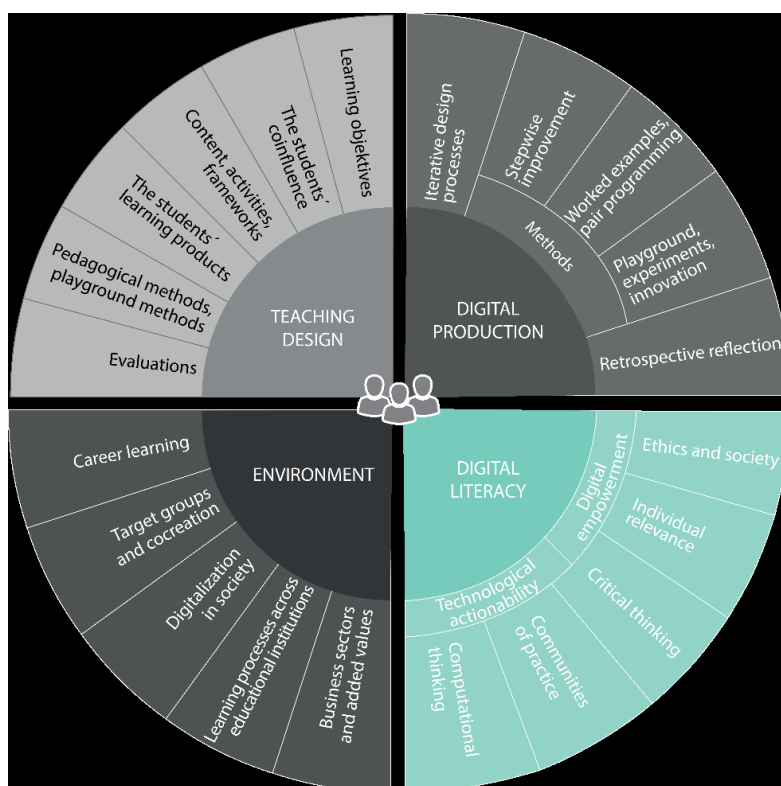 TEACHING
DESIGN
Learning objektives
The students´
coinfluence
Content, activities,
frameworks
The students´
learning products
Pedagogical methods,
playground methods
Evaluations
DIGITAL
PRODUCTION
Iterative design
processes
Methods
Stepwise
improvement
Worked examples,
pair programming
Playground,
experiments,
innovation
Retrospective reflection
ENVIRONMENT
Career learning
Target groups
and cocreation
Digitalization
in society
Learning processes across
educational institutions
Business sectors
and added values
DIGITAL
LITERACY
Digital
empowerment
Ethics and society
Individual
relevance
Critical thinking
Technological
actionability
Communities
of practice
Computational
thinking